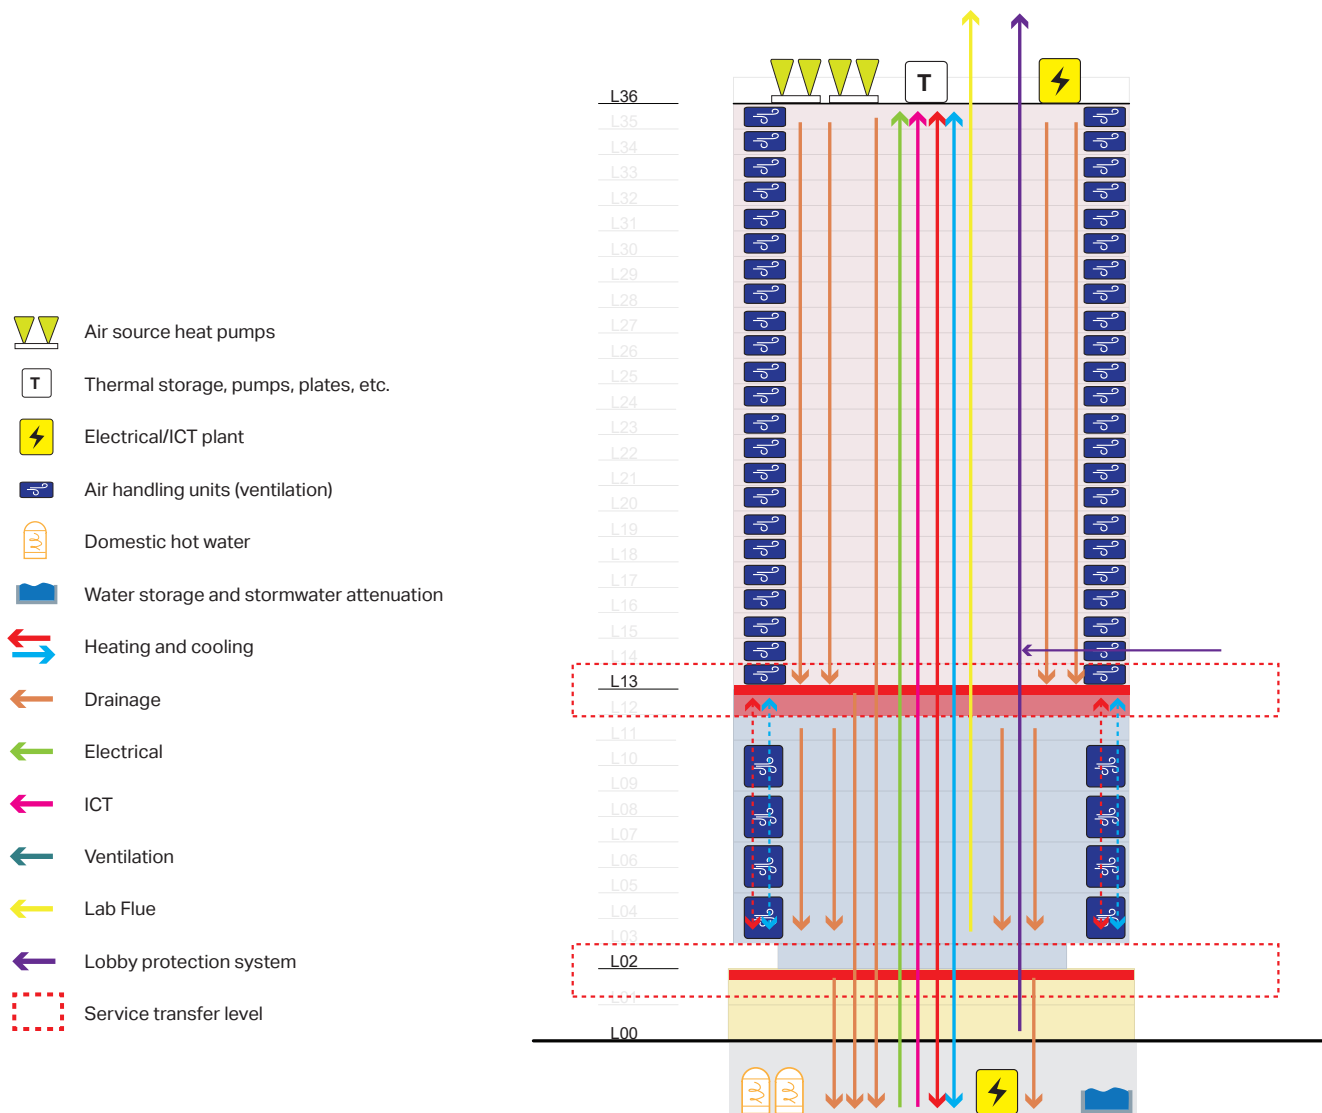 Air source heat pumps
T
Thermal storage, pumps, plates, etc.
Electrical/ICT plant
Air handling units (ventilation)
Domestic hot water
Water storage and stormwater attenuation
Heating and cooling
Drainage
Electrical
ICT
Ventilation
Lab Flue
Lobby protection system
Service transfer level
T
L36
L35
L34
L33
L32
L31
L30
L29
L28
L27
L26
L25
L24
L23
L22
L21
L20
L19
L18
L17
L16
L15
L14
L13
L12
L11
L10
L09
L08
L07
L06
L05
L04
L03
L02
L01
L00